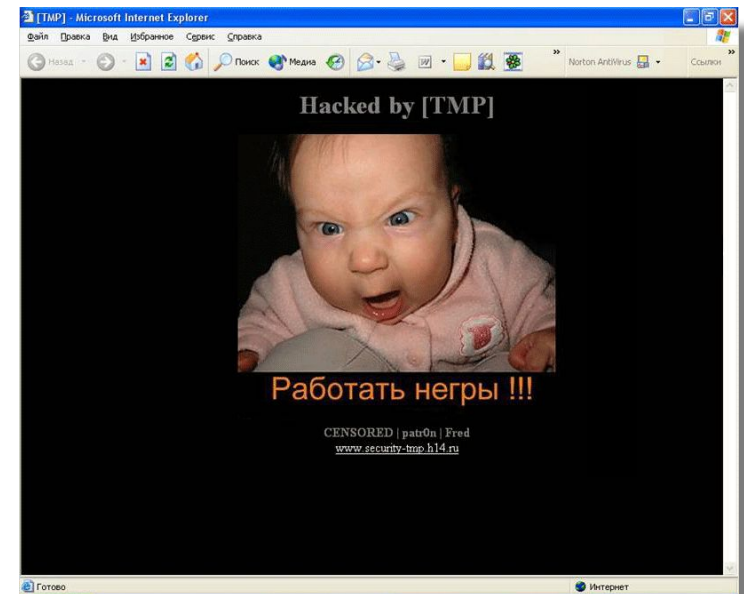 [TMP] - Microsoft Internet Explorer
Файл Правка Вид Избранное Сервис Справка
Назад Поиск Медиа » Norton AntiVirus Ссылки »
Hacked by [TMP]
Работать негры !!!
CENSORED | patr0n | Fred
www.security-tmp.h14.ru
Готово Интернет